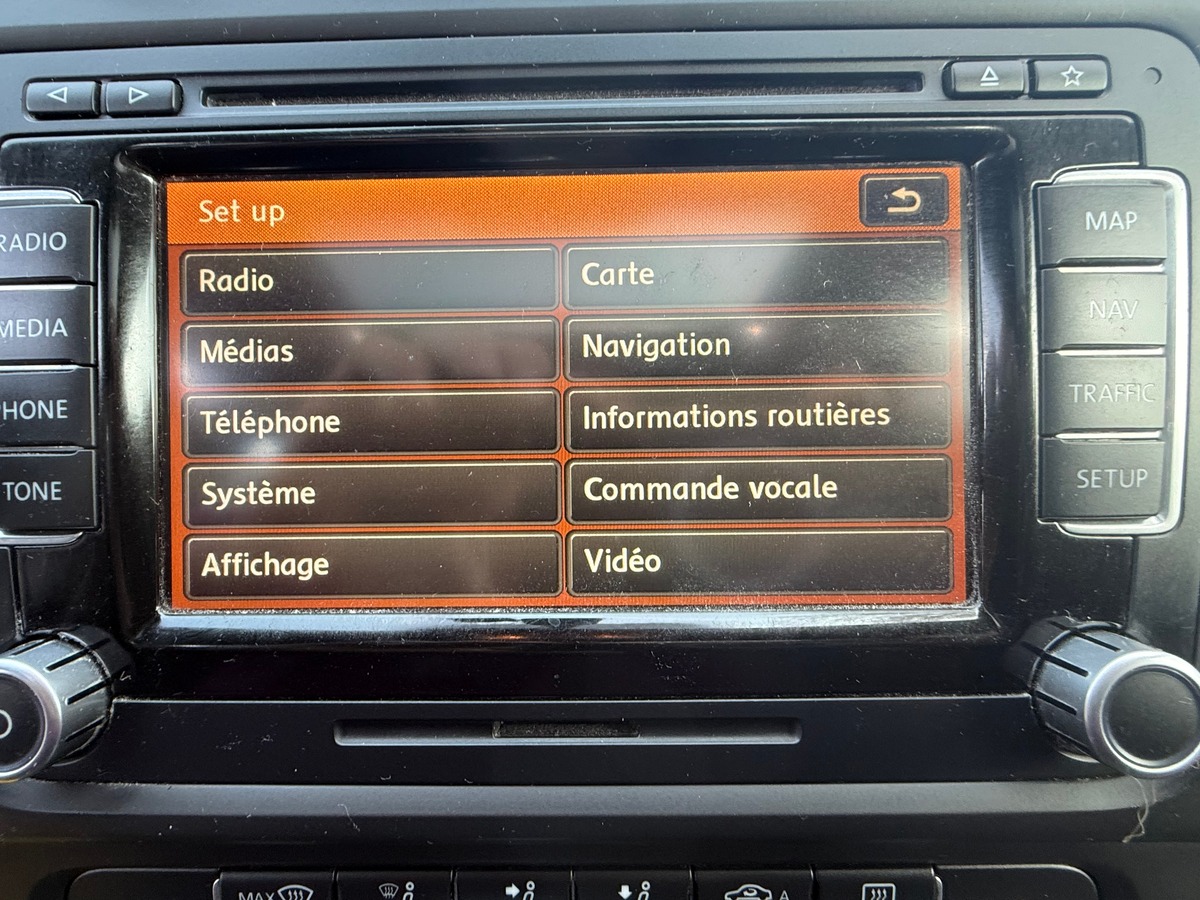 Set up
RADIO
MEDIA
PHONE
TONE
Radio
Médias
Téléphone
Système
Affichage
Carte
Navigation
Informations routières
Commande vocale
Vidéo
MAP
NAV
TRAFFIC
SETUP
MAX
A